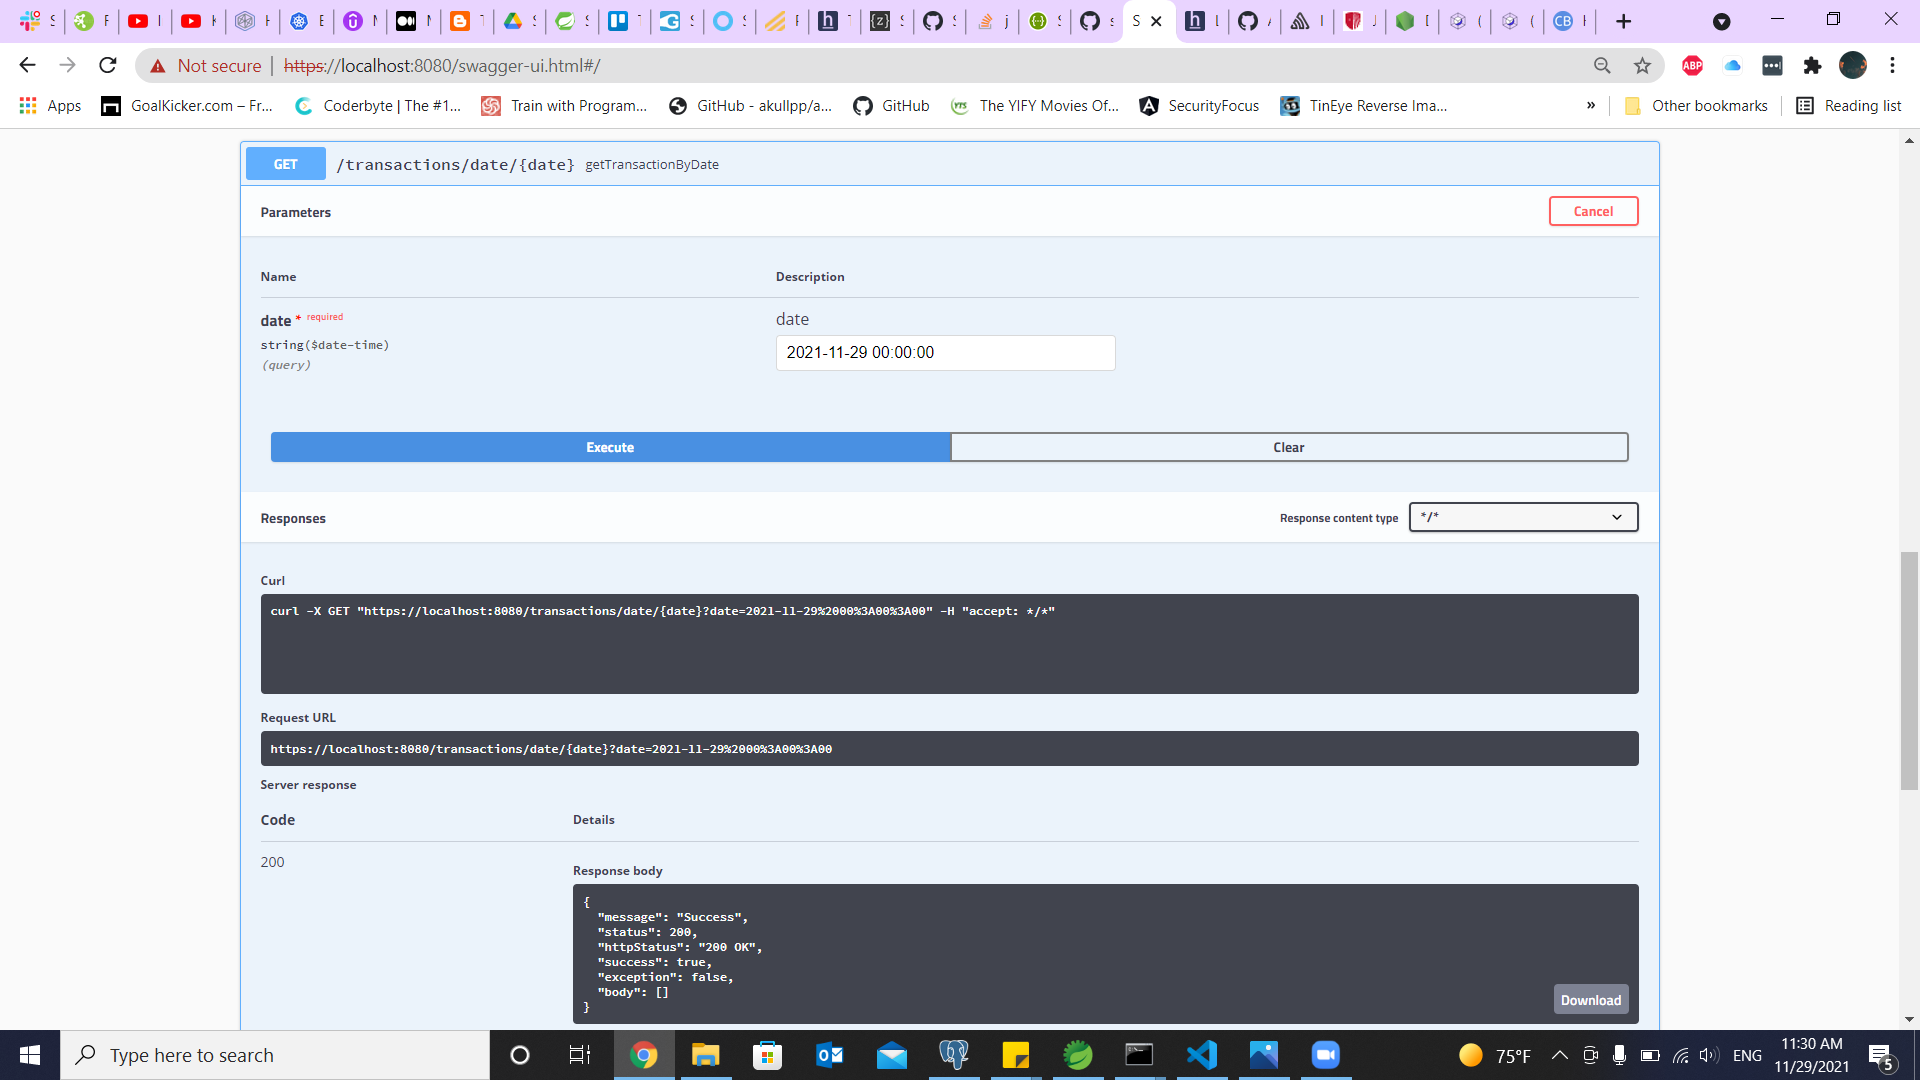 Not secure | https://localhost:8080/swagger-ui.html#/
Apps GoalKicker.com – Fr... Coderbyte | The #1... Train with Program... GitHub - akullpp/a... GitHub The YIFY Movies Of... SecurityFocus TinEye Reverse Ima... » Other bookmarks Reading list
GET /transactions/date/{date} getTransactionByDate
Parameters Cancel
Name Description
date * required date
string($date-time) 2021-11-29 00:00:00
(query)
Execute Clear
Responses Response content type */*
Curl
curl -X GET "https://localhost:8080/transactions/date/{date}?date=2021-11-29%2000%3A00%3A00" -H "accept: */*"
Request URL
https://localhost:8080/transactions/date/{date}?date=2021-11-29%2000%3A00%3A00
Server response
Code Details
200
Response body
{
"message": "Success",
"status": 200,
"httpStatus": "200 OK",
"success": true,
"exception": false,
"body": []
}
Download
Type here to search 75°F ENG 11:30 AM
11/29/2021 5